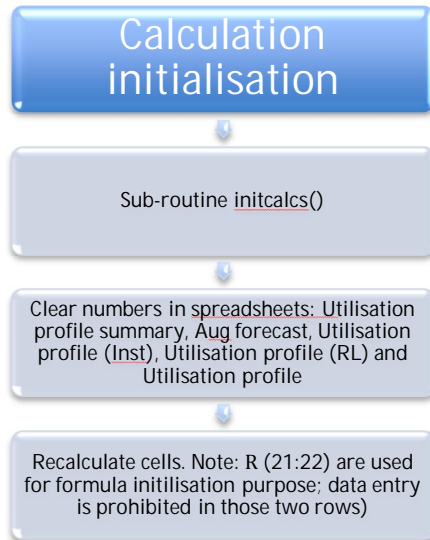 Calculation
initialisation
Sub-routine initcalcs()
Clear numbers in spreadsheets: Utilisation
profile summary, Aug forecast, Utilisation
profile (Inst), Utilisation profile (RL) and
Utilisation profile
Recalculate cells. Note: R (21:22) are used
for formula initilisation purpose; data entry
is prohibited in those two rows)